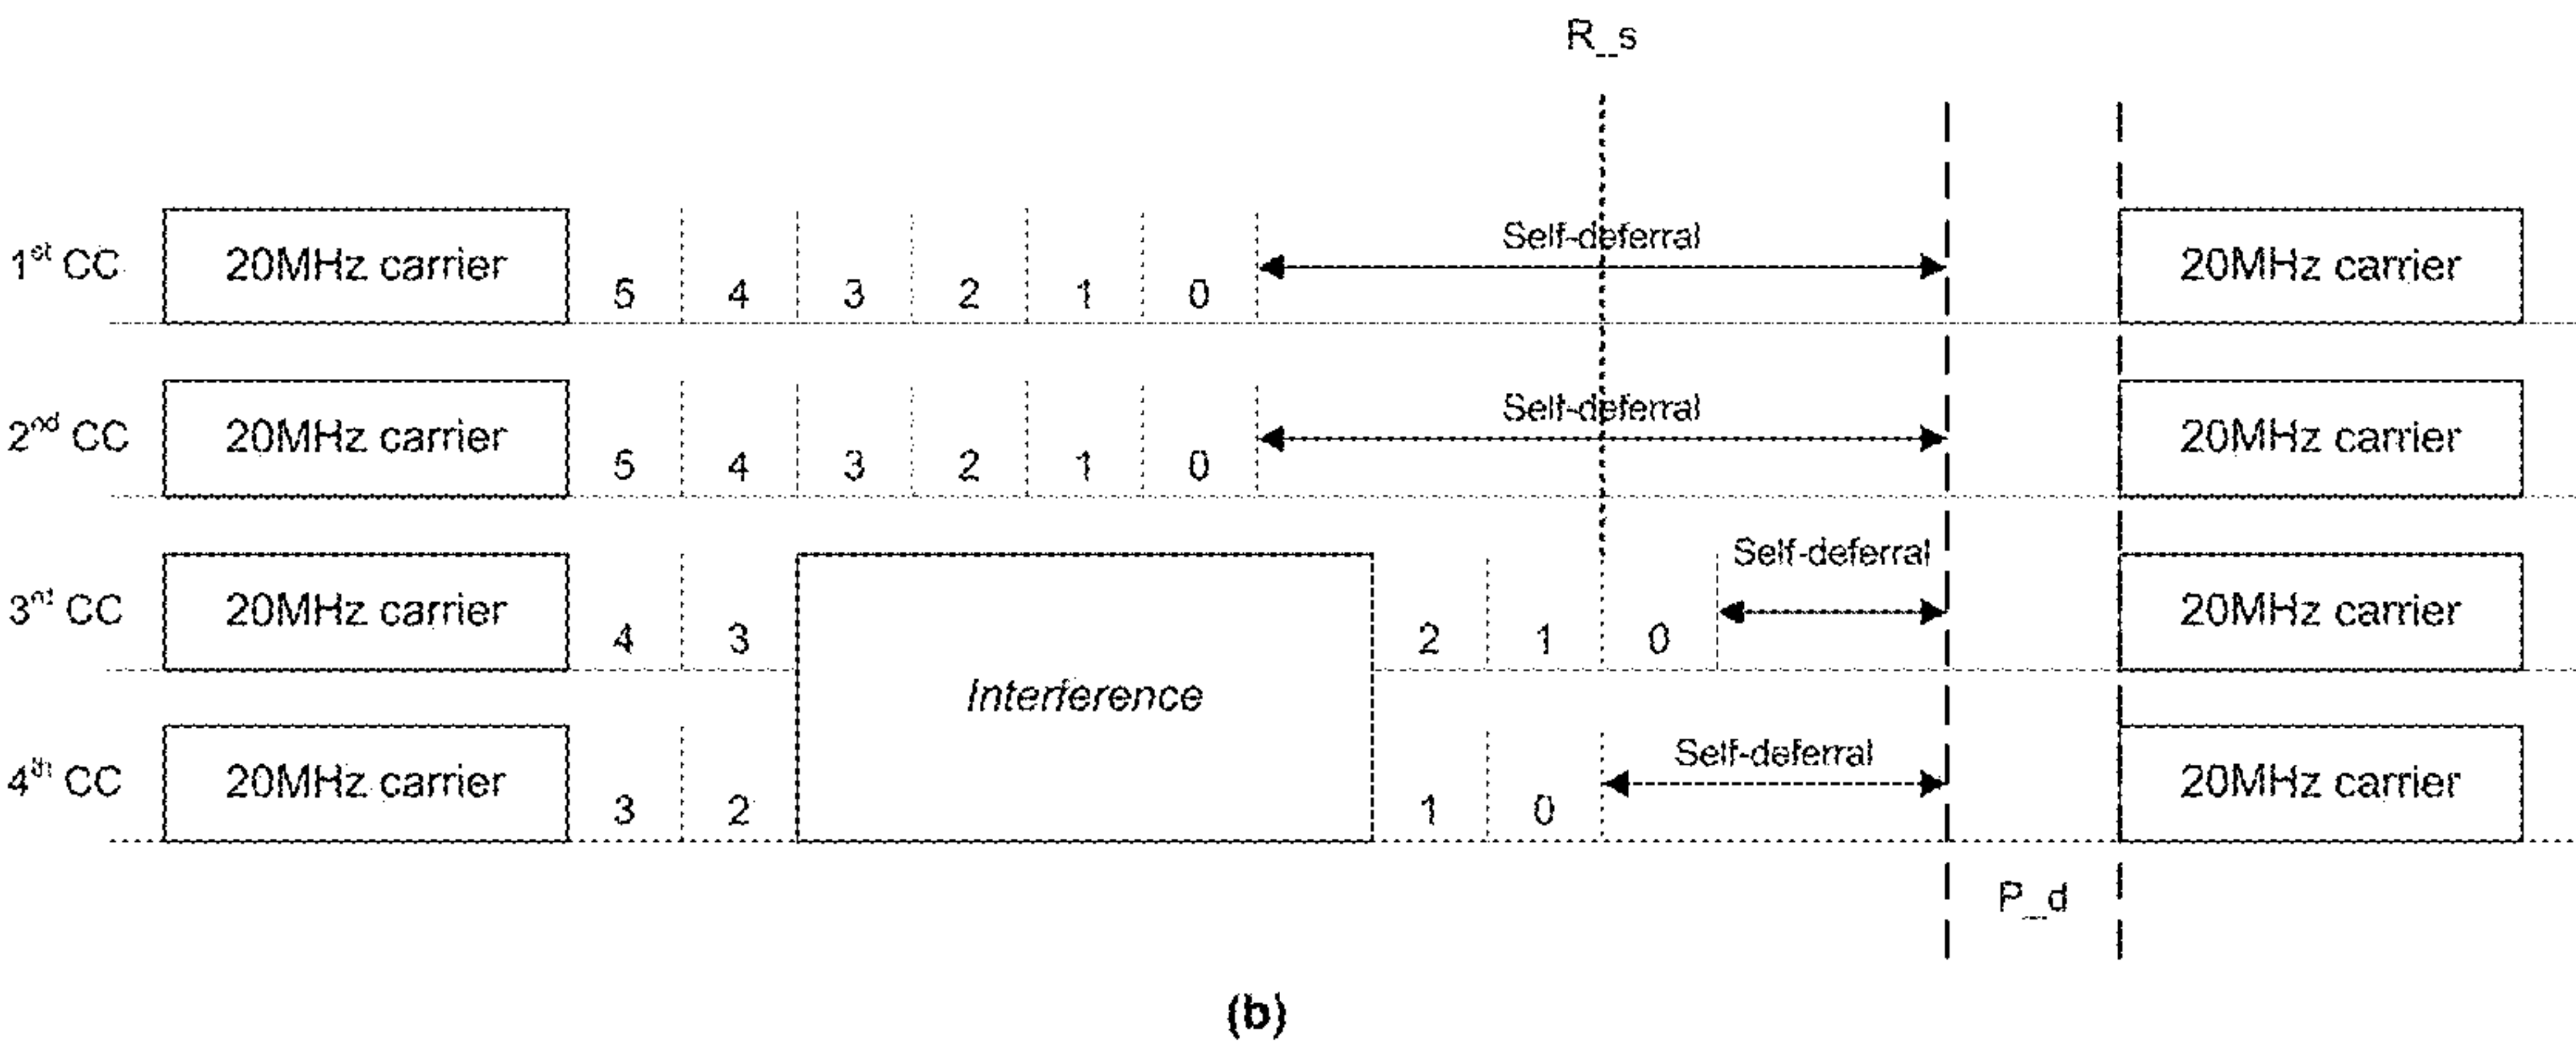 R_s
1st CC 20MHz carrier 5 4 3 2 1 0 Self-deferral 20MHz carrier
2nd CC 20MHz carrier 5 4 3 2 1 0 Self-deferral 20MHz carrier
3rd CC 20MHz carrier 4 3 2 1 0 Self-deferral 20MHz carrier
Interference
4th CC 20MHz carrier 3 2 1 0 Self-deferral 20MHz carrier
P_d
(b)